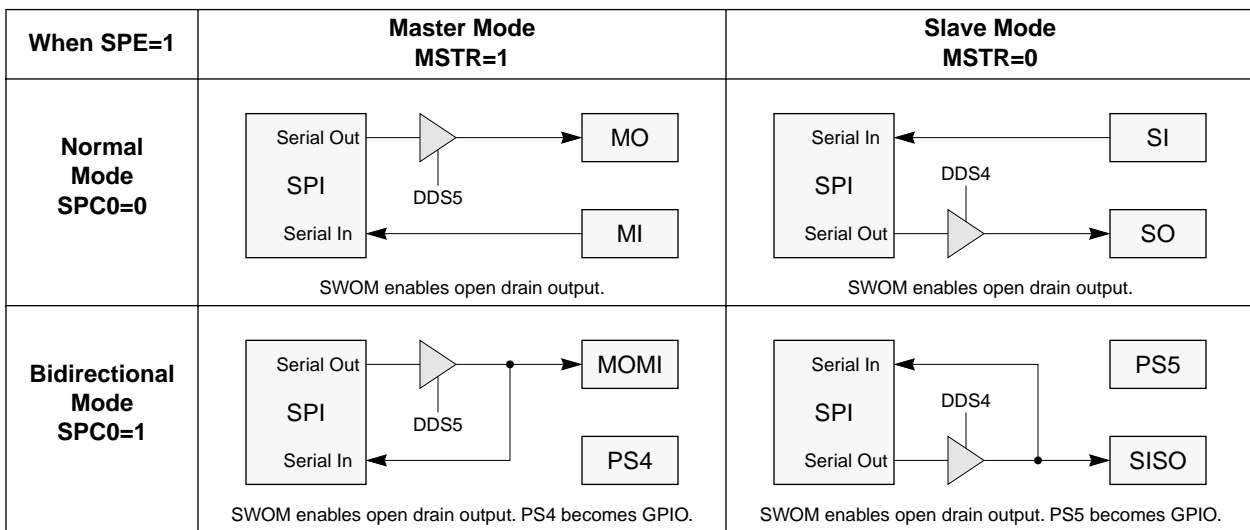 When SPE=1
Master Mode
MSTR=1
Slave Mode
MSTR=0
Normal
Mode
SPC0=0
Serial Out
SPI
Serial In
DDS5
MO
MI
SWOM enables open drain output.
Serial In
SPI
Serial Out
DDS4
SI
SO
SWOM enables open drain output.
Bidirectional
Mode
SPC0=1
Serial Out
SPI
Serial In
DDS5
MOMI
PS4
SWOM enables open drain output. PS4 becomes GPIO.
Serial In
SPI
Serial Out
DDS4
PS5
SISO
SWOM enables open drain output. PS5 becomes GPIO.